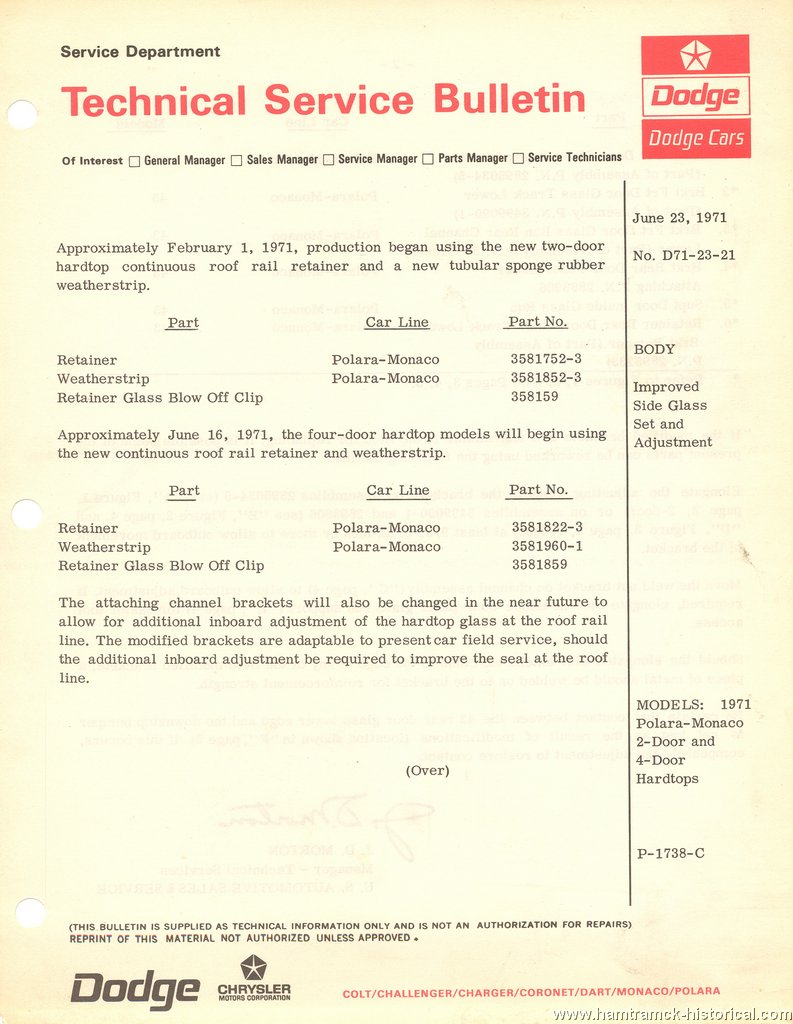 Service Department
Technical Service Bulletin
Dodge
Dodge Cars
Of Interest □ General Manager □ Sales Manager □ Service Manager □ Parts Manager □ Service Technicians
June 23, 1971
No. D71-23-21
BODY
Improved
Side Glass
Set and
Adjustment
Approximately February 1, 1971, production began using the new two-door
hardtop continuous roof rail retainer and a new tubular sponge rubber
weatherstrip.
Part Car Line Part No.
Retainer Polara-Monaco 3581752-3
Weatherstrip Polara-Monaco 3581852-3
Retainer Glass Blow Off Clip 358159
Approximately June 16, 1971, the four-door hardtop models will begin using
the new continuous roof rail retainer and weatherstrip.
Part Car Line Part No.
Retainer Polara-Monaco 3581822-3
Weatherstrip Polara-Monaco 3581960-1
Retainer Glass Blow Off Clip 3581859
The attaching channel brackets will also be changed in the near future to
allow for additional inboard adjustment of the hardtop glass at the roof rail
line. The modified brackets are adaptable to present car field service, should
the additional inboard adjustment be required to improve the seal at the roof
line.
(Over)
MODELS: 1971
Polara-Monaco
2-Door and
4-Door
Hardtops
P-1738-C
(THIS BULLETIN IS SUPPLIED AS TECHNICAL INFORMATION ONLY AND IS NOT AN AUTHORIZATION FOR REPAIRS)
REPRINT OF THIS MATERIAL NOT AUTHORIZED UNLESS APPROVED.
Dodge
CHRYSLER
MOTORS CORPORATION
COLT/CHALLENGER/CHARGER/CORONET/DART/MONACO/POLARA
www.hamtramck-historical.com